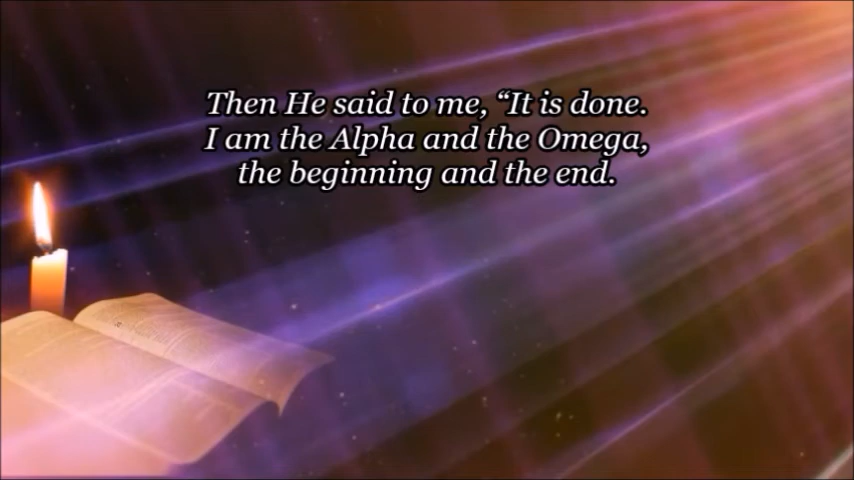 Then He said to me, “It is done.
I am the Alpha and the Omega,
the beginning and the end.